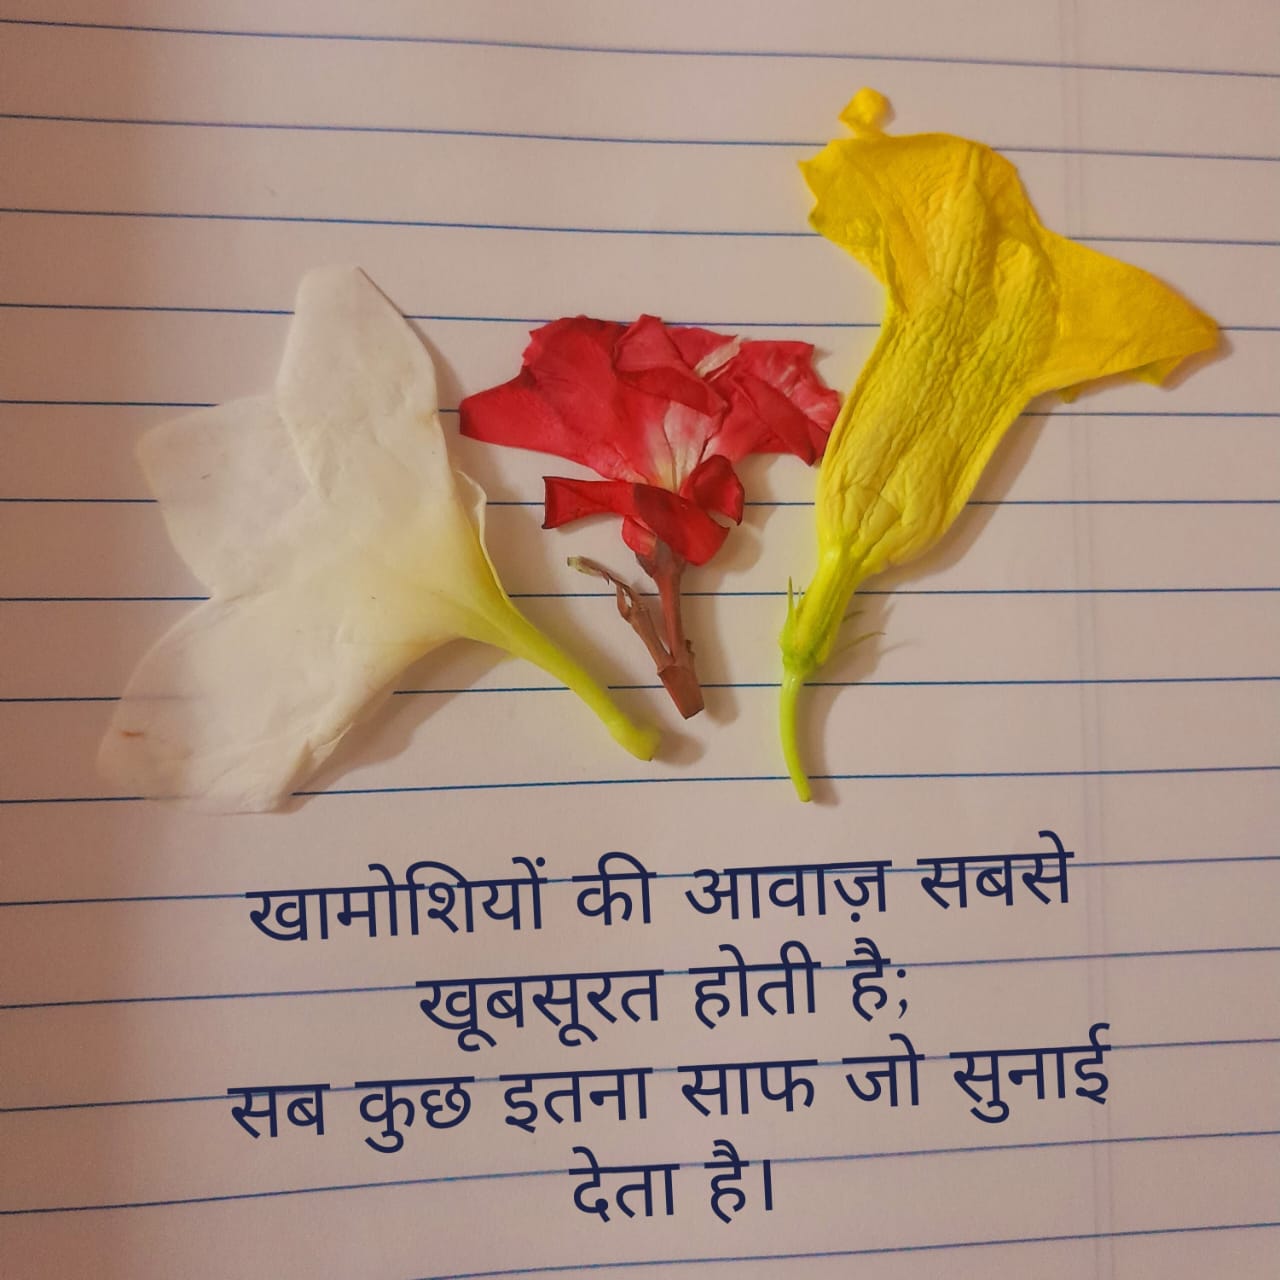 खामोशियों की आवाज़ सबसे
खूबसूरत होती है;
सब कुछ इतना साफ जो सुनाई
देता है।